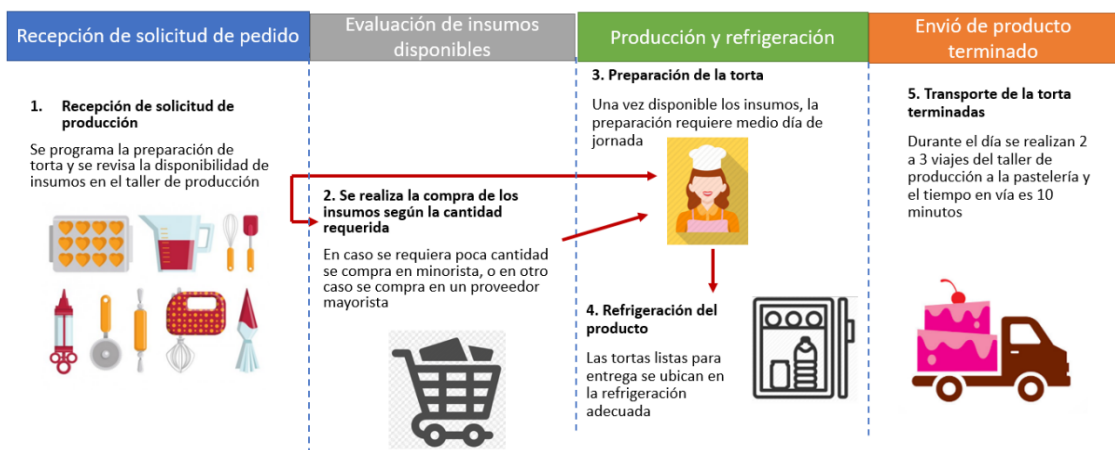 Recepción de solicitud de pedido
Evaluación de insumos
disponibles
Producción y refrigeración
Envió de producto
terminado
1. Recepción de solicitud de
producción
Se programa la preparación de
torta y se revisa la disponibilidad de
insumos en el taller de producción
2. Se realiza la compra de los
insumos según la cantidad
requerida
En caso se requiera poca cantidad
se compra en minorista, o en otro
caso se compra en un proveedor
mayorista
3. Preparación de la torta
Una vez disponible los insumos, la
preparación requiere medio día de
jornada
4. Refrigeración del
producto
Las tortas listas para
entrega se ubican en
la refrigeración
adecuada
5. Transporte de la torta
terminadas
Durante el día se realizan 2
a 3 viajes del taller de
producción a la pastelería y
el tiempo en vía es 10
minutos